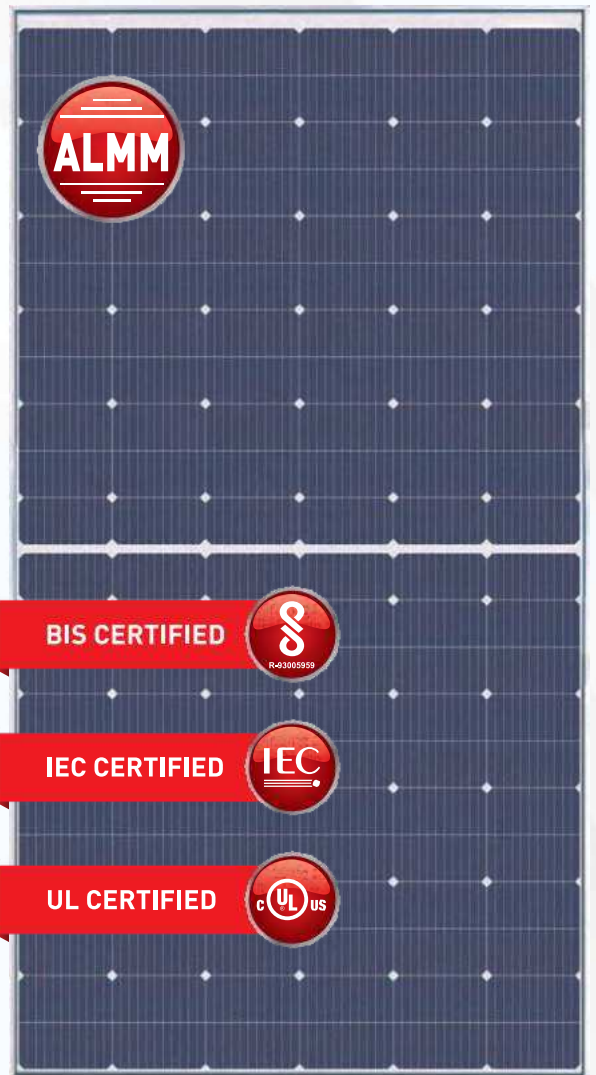 ALMM
BIS CERTIFIED
R-93005959
IEC CERTIFIED
IEC
UL CERTIFIED
C UL US